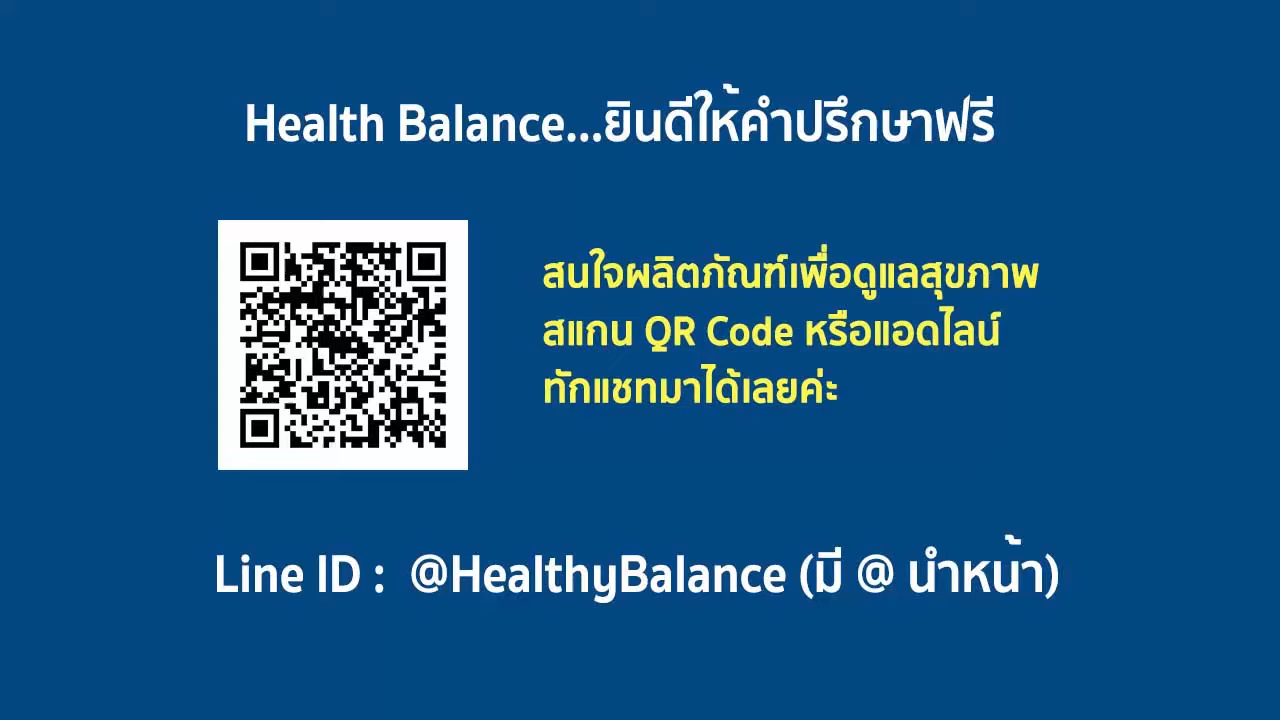 Health Balance...ยินดีให้คำปรึกษาฟรี
สนใจผลิตภัณฑ์เพื่อดูแลสุขภาพ
สแกน QR Code หรือแอดไลน์
ทักแชทมาได้เลยค่ะ
Line ID : @HealthyBalance (มี @ นำหน้า)